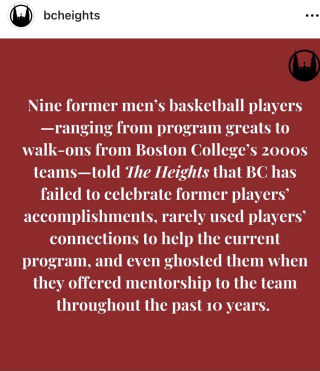 bcheights
Nine former men's basketball players
—ranging from program greats to
walk-ons from Boston College's 2000s
teams—told The Heights that BC has
failed to celebrate former players'
accomplishments, rarely used players'
connections to help the current
program, and even ghosted them when
they offered mentorship to the team
throughout the past 10 years.